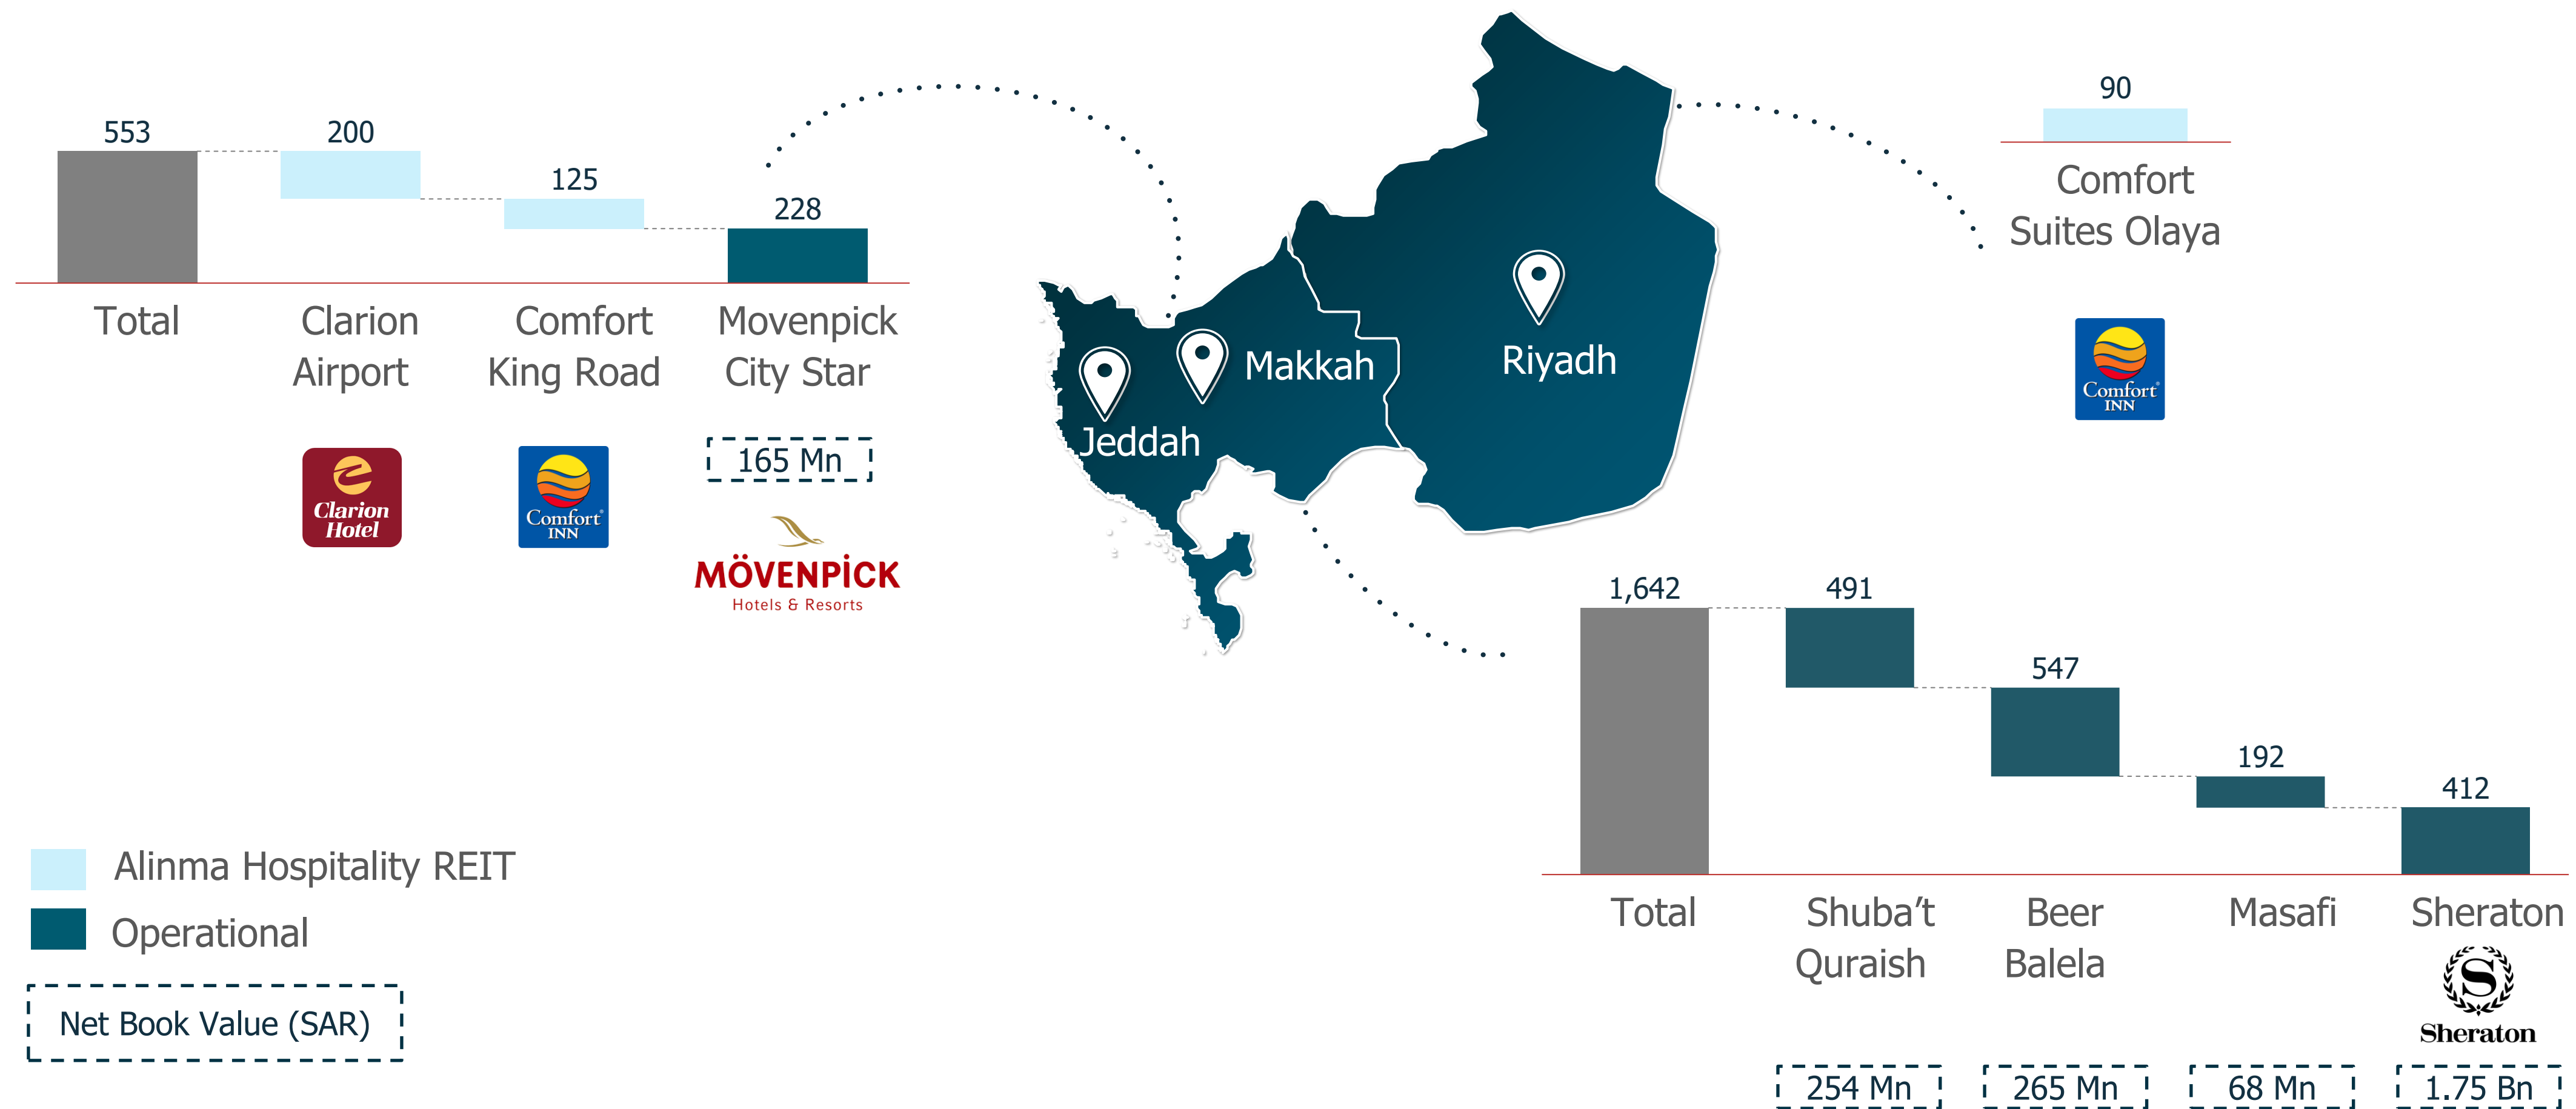 553
200
125
228
Total
Clarion
Airport
Comfort
King Road
Movenpick
City Star
165 Mn
Clarion
Hotel
Comfort
INN
MÖVENPİCK
Hotels & Resorts
Jeddah
Makkah
Riyadh
90
Comfort
Suites Olaya
Comfort®
INN
1,642
491
547
192
412
Total
Shuba’t
Quraish
Beer
Balela
Masafi
Sheraton
S
Sheraton
254 Mn
265 Mn
68 Mn
1.75 Bn
Alinma Hospitality REIT
Operational
Net Book Value (SAR)